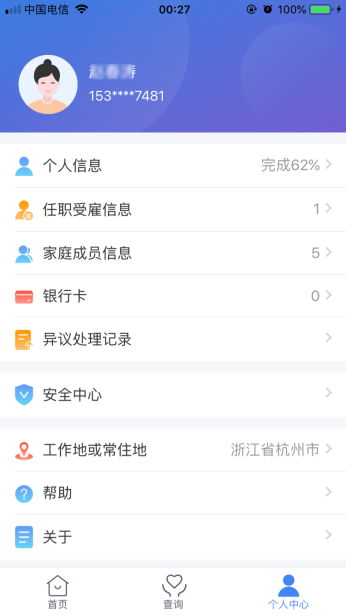 中国电信 00:27 100%
153****7481
个人信息 完成62%
任职受雇信息 1
家庭成员信息 5
银行卡 0
异议处理记录
安全中心
工作地或常住地 浙江省杭州市
帮助
关于
首页 查询 个人中心